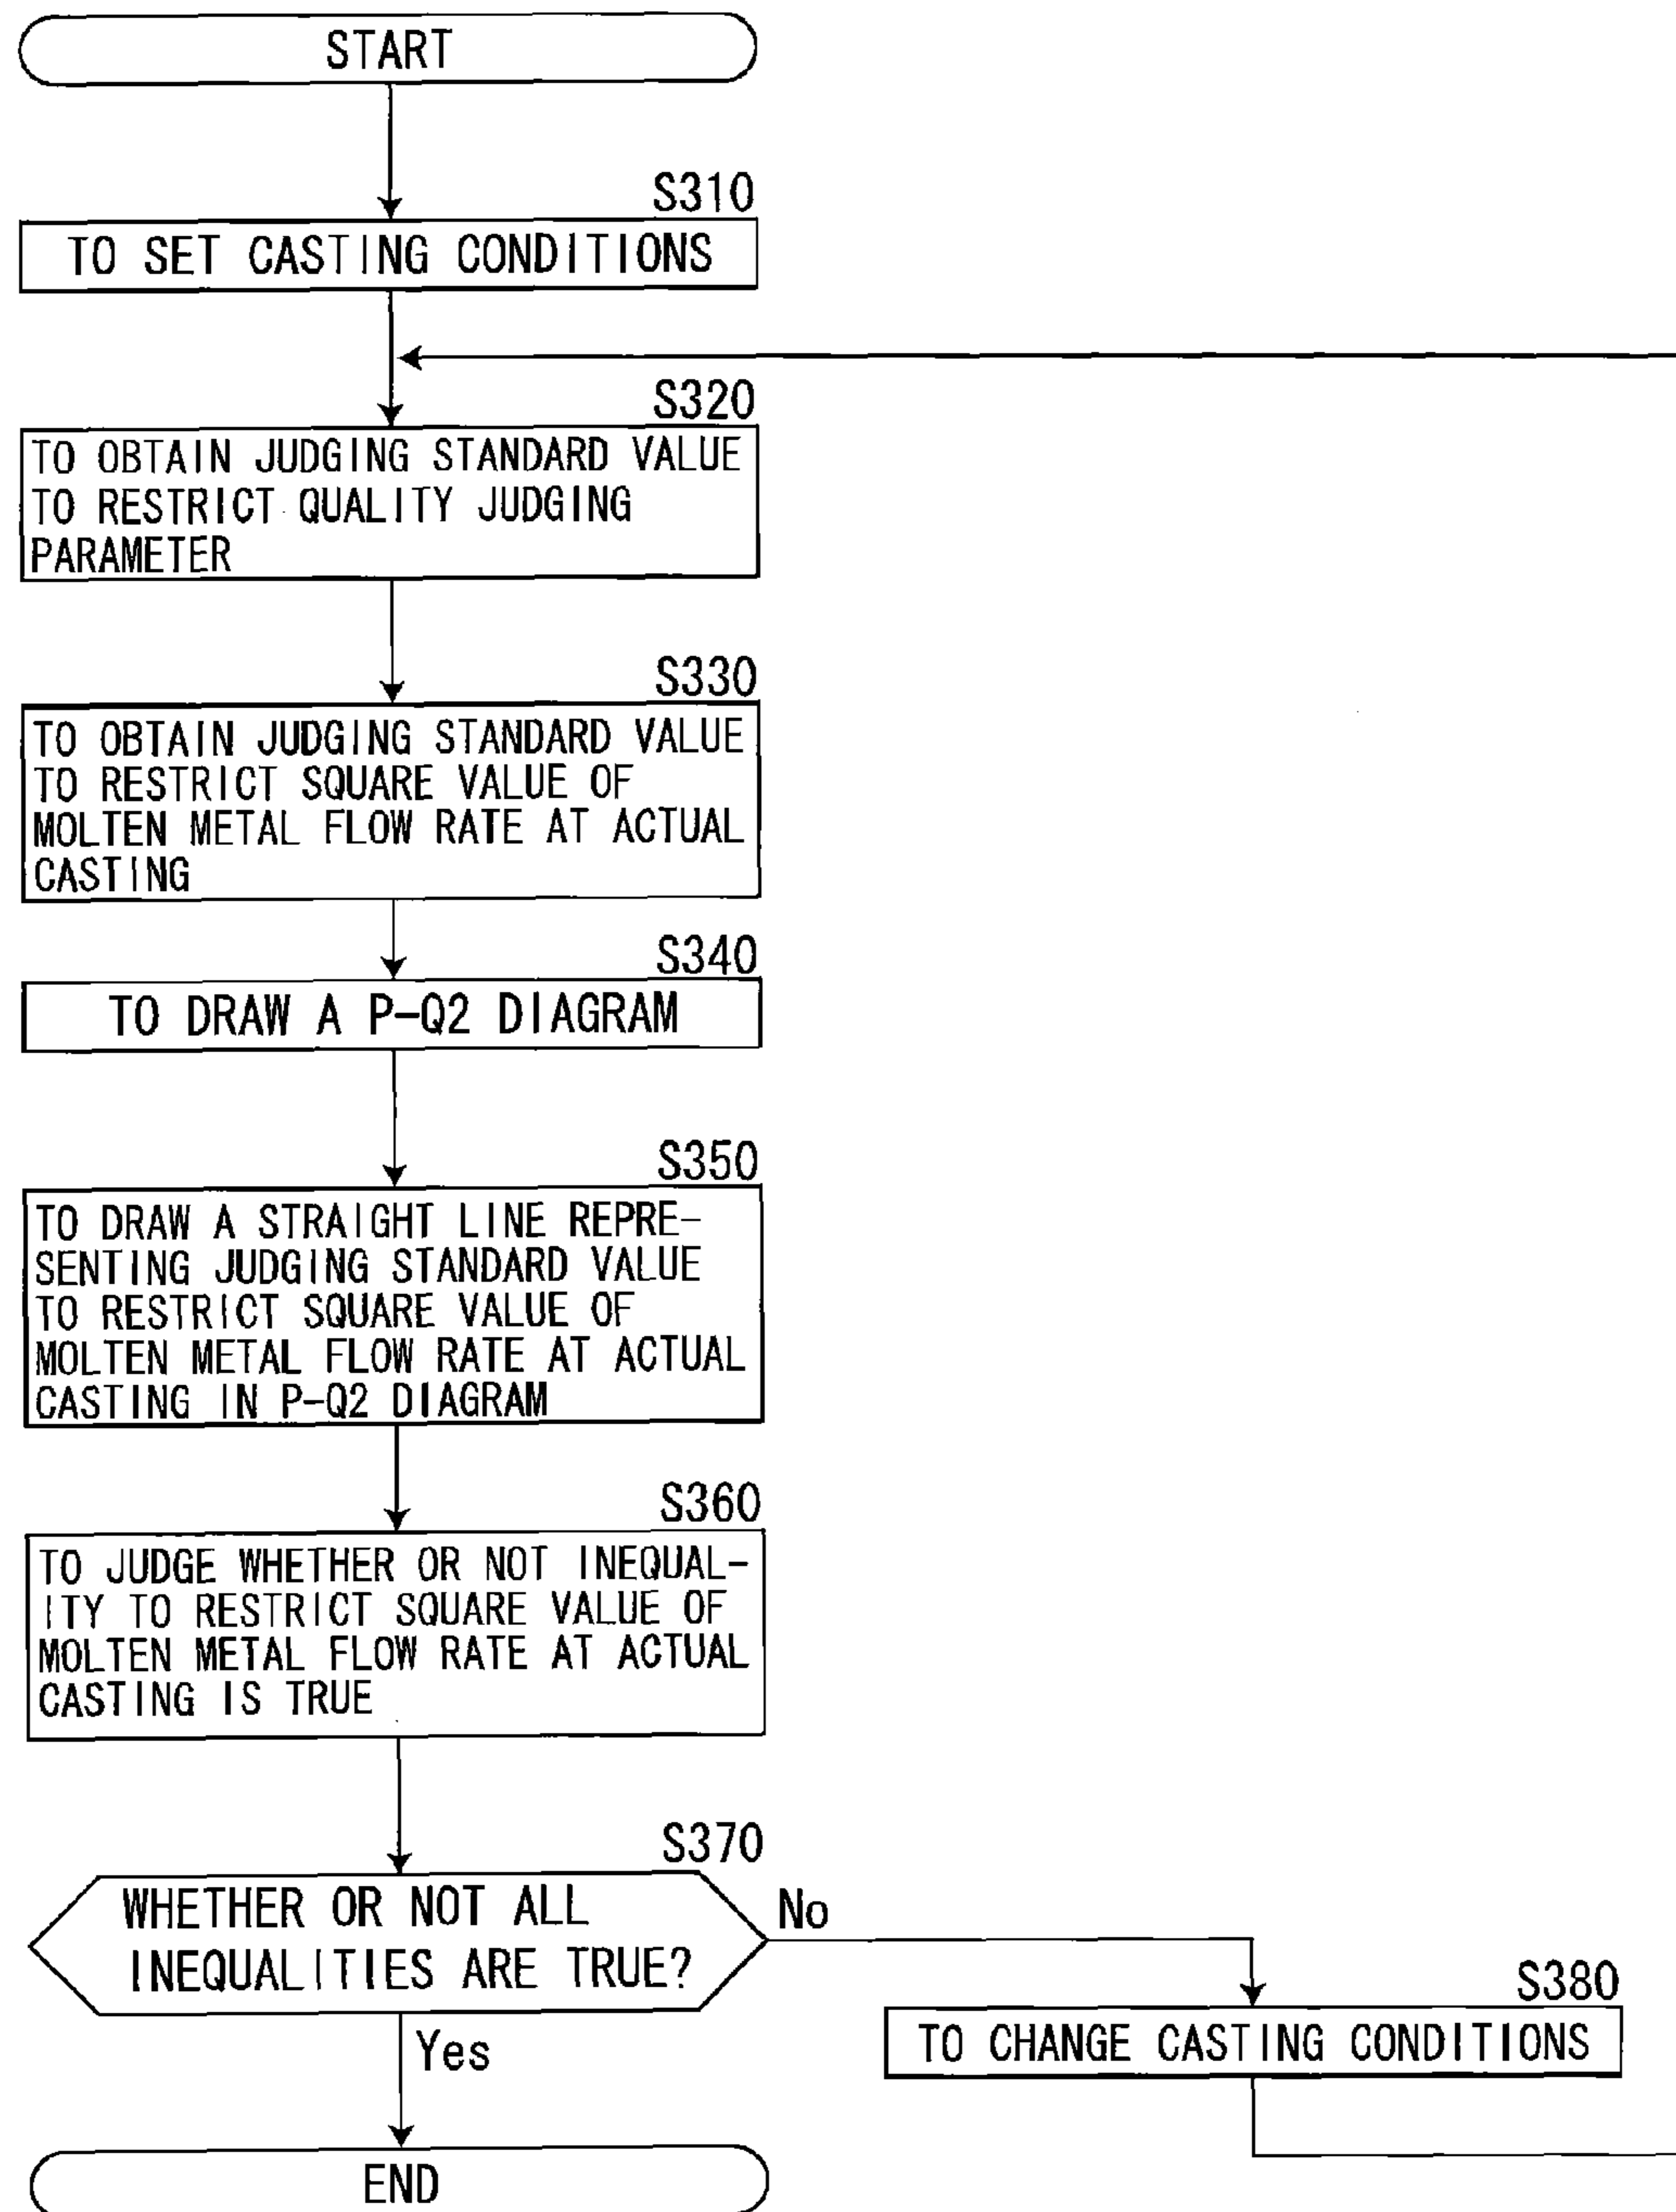 START
S310
TO SET CASTING CONDITIONS
S320
TO OBTAIN JUDGING STANDARD VALUE
TO RESTRICT QUALITY JUDGING
PARAMETER
S330
TO OBTAIN JUDGING STANDARD VALUE
TO RESTRICT SQUARE VALUE OF
MOLTEN METAL FLOW RATE AT ACTUAL
CASTING
S340
TO DRAW A P-Q2 DIAGRAM
S350
TO DRAW A STRAIGHT LINE REPRE-
SENTING JUDGING STANDARD VALUE
TO RESTRICT SQUARE VALUE OF
MOLTEN METAL FLOW RATE AT ACTUAL
CASTING IN P-Q2 DIAGRAM
S360
TO JUDGE WHETHER OR NOT INEQUAL-
ITY TO RESTRICT SQUARE VALUE OF
MOLTEN METAL FLOW RATE AT ACTUAL
CASTING IS TRUE
S370
WHETHER OR NOT ALL
INEQUALITIES ARE TRUE?
No
S380
TO CHANGE CASTING CONDITIONS
Yes
END